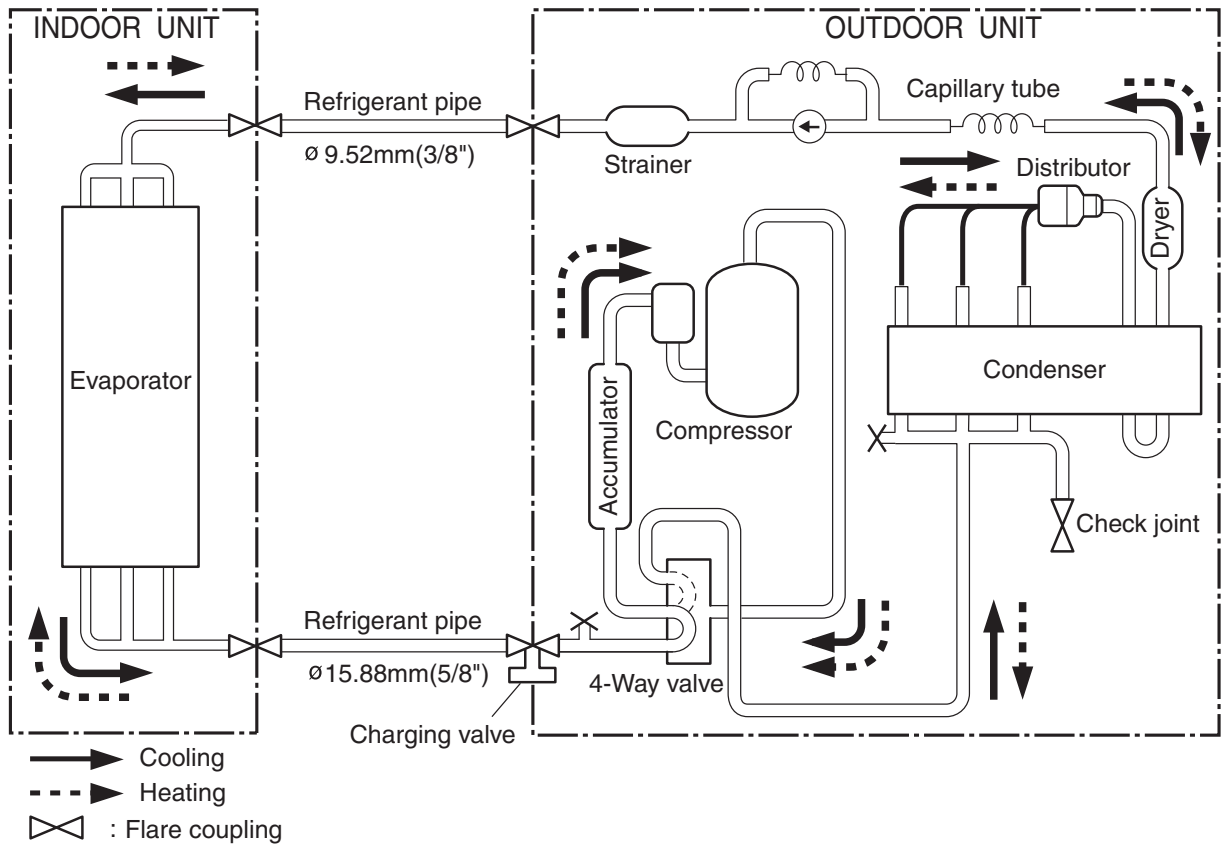 INDOOR UNIT
OUTDOOR UNIT
Refrigerant pipe
ø 9.52mm(3/8")
Strainer
Capillary tube
Distributor
Dryer
Evaporator
Accumulator
Compressor
Condenser
Check joint
Refrigerant pipe
ø15.88mm(5/8")
4-Way valve
Charging valve
Cooling
Heating
: Flare coupling